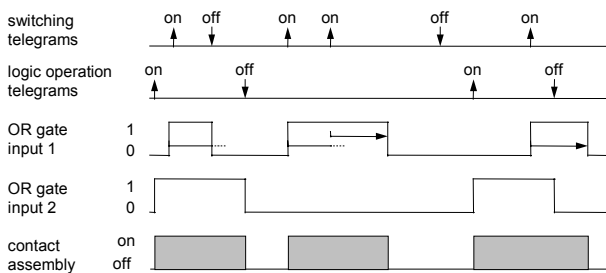 switching
telegrams
on off on on off on
logic operation
telegrams
on off on off
OR gate
input 1
1
0
OR gate
input 2
1
0
contact
assembly
on
off